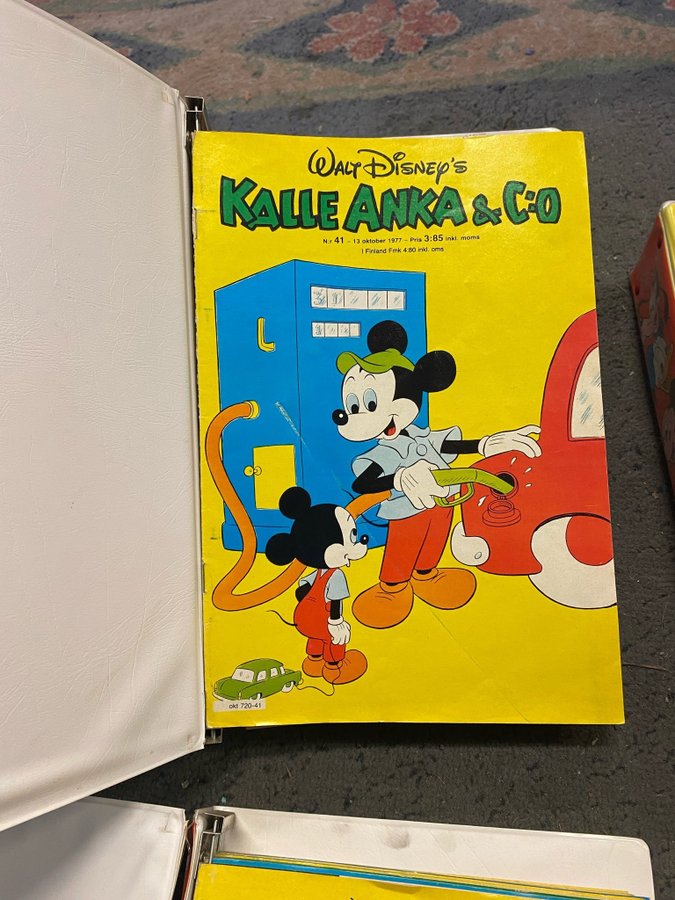 WALT DISNEY'S
KALLE ANKA & C:O
N:r 41 – 13 oktober 1977 – Pris 3:85 inkl. moms
I Finland Fmk 4:80 inkl. oms
L
okt 720-41